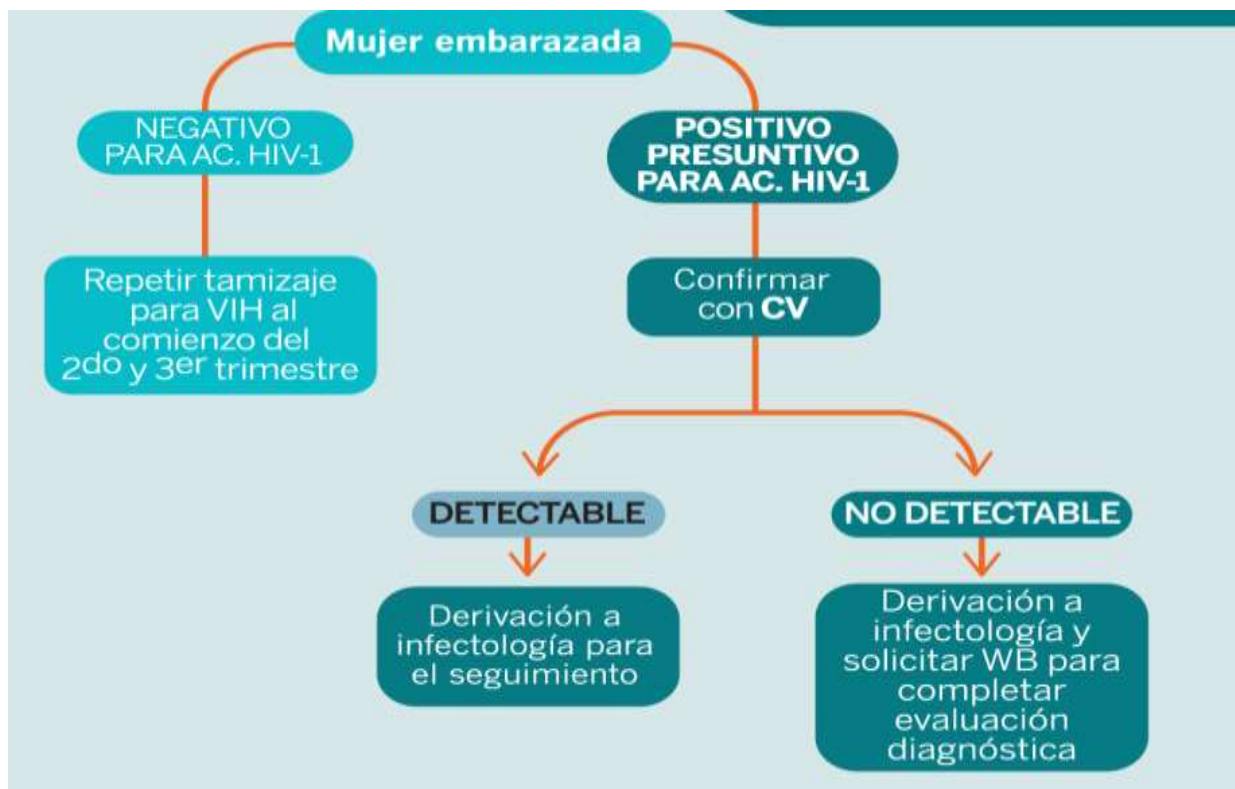 Mujer embarazada
NEGATIVO
PARA AC. HIV-1
Repetir tamizaje
para VIH al
comienzo del
2do y 3er trimestre
POSITIVO
PRESUNTIVO
PARA AC. HIV-1
Confirmar
con CV
DETECTABLE
Derivación a
infectología para
el seguimiento
NO DETECTABLE
Derivación a
infectología y
solicitar WB para
completar
evaluación
diagnóstica